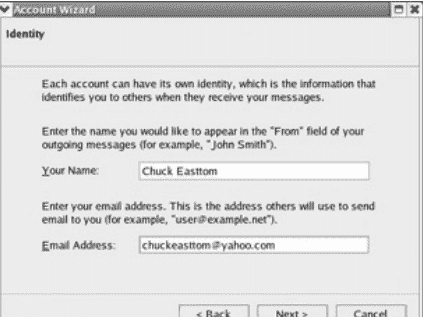 Account Wizard
Identity
Each account can have its own identity, which is the information that
identifies you to others when they receive your messages.
Enter the name you would like to appear in the "From" field of your
outgoing messages (for example, "John Smith").
Your Name: Chuck Easttom
Enter your email address. This is the address others will use to send
email to you (for example, "user@example.net").
Email Address: chuckeasttom@yahoo.com
< Back Next > Cancel